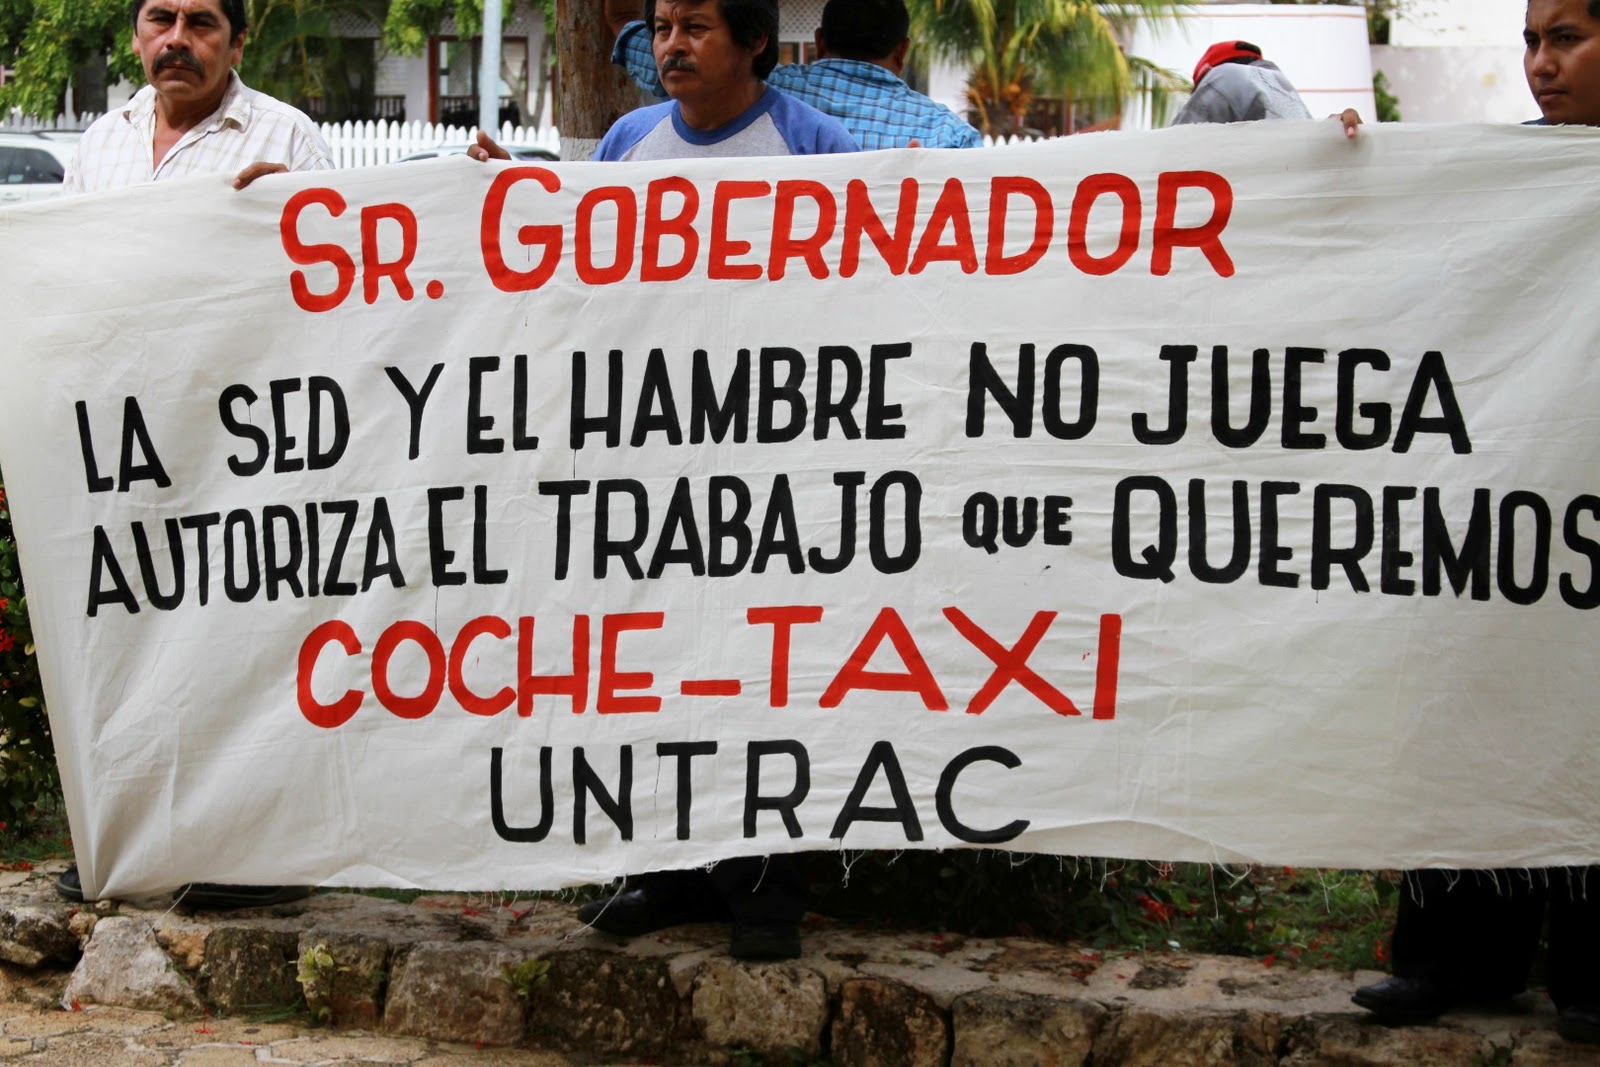 SR. GOBERNADOR
LA SED Y EL HAMBRE NO JUEGA
AUTORIZA EL TRABAJO QUE QUEREMOS
COCHE-TAXI
UNTRAC